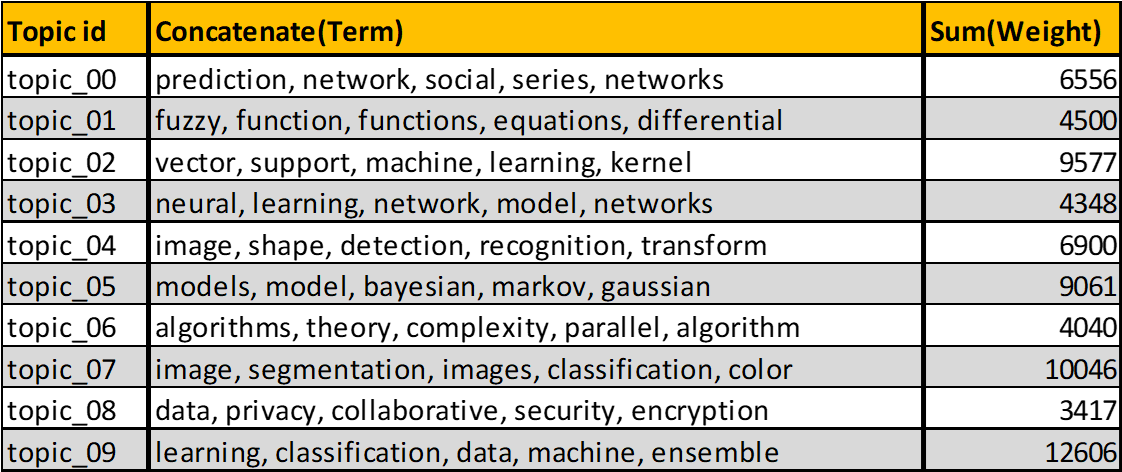 Topic id Concatenate(Term) Sum(Weight)
topic_00 prediction, network, social, series, networks 6556
topic_01 fuzzy, function, functions, equations, differential 4500
topic_02 vector, support, machine, learning, kernel 9577
topic_03 neural, learning, network, model, networks 4348
topic_04 image, shape, detection, recognition, transform 6900
topic_05 models, model, bayesian, markov, gaussian 9061
topic_06 algorithms, theory, complexity, parallel, algorithm 4040
topic_07 image, segmentation, images, classification, color 10046
topic_08 data, privacy, collaborative, security, encryption 3417
topic_09 learning, classification, data, machine, ensemble 12606